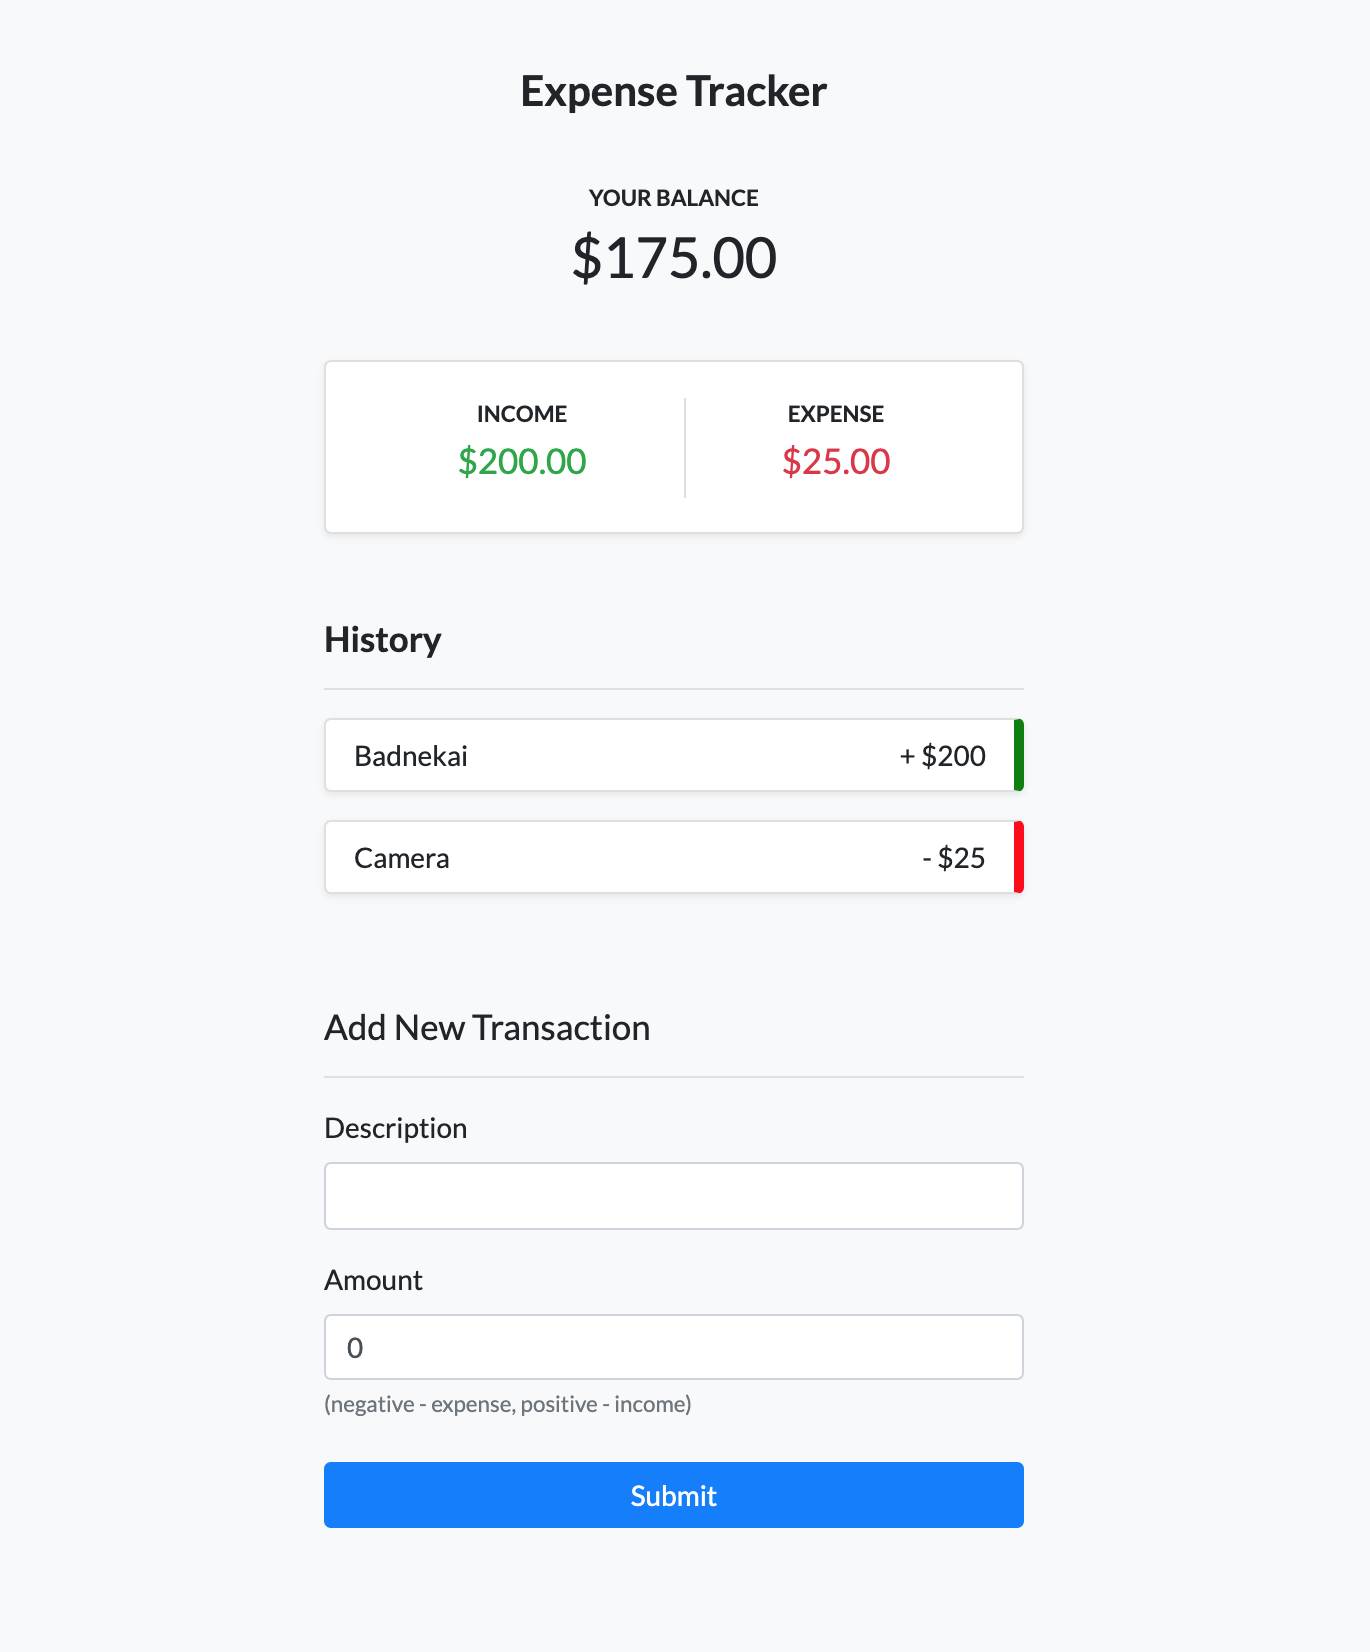 Expense Tracker
YOUR BALANCE
$175.00
INCOME
EXPENSE
$200.00
$25.00
History
Badnekai + $200
Camera - $25
Add New Transaction
Description
Amount
0
(negative - expense, positive - income)
Submit